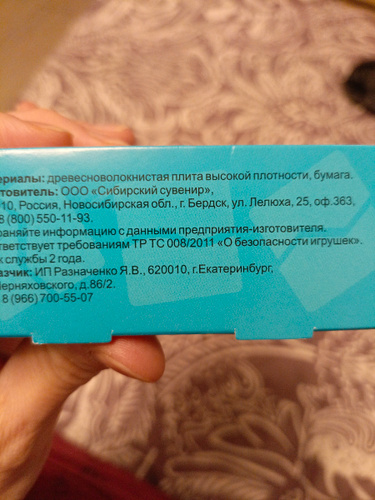 ериалы: древесноволокнистая плита высокой плотности, бумага.
отовитель: ООО «Сибирский сувенир»,
10, Россия, Новосибирская обл., г. Бердск, ул. Лелюха, 25, оф.363,
8 (800) 550-11-93.
раняйте информацию с данными предприятия-изготовителя.
ответствует требованиям ТР ТС 008/2011 «О безопасности игрушек».
к службы 2 года.
азчик: ИП Разначенко Я.В., 620010, г.Екатеринбург,
Черняховского, д.86/2.
8 (966) 700-55-07